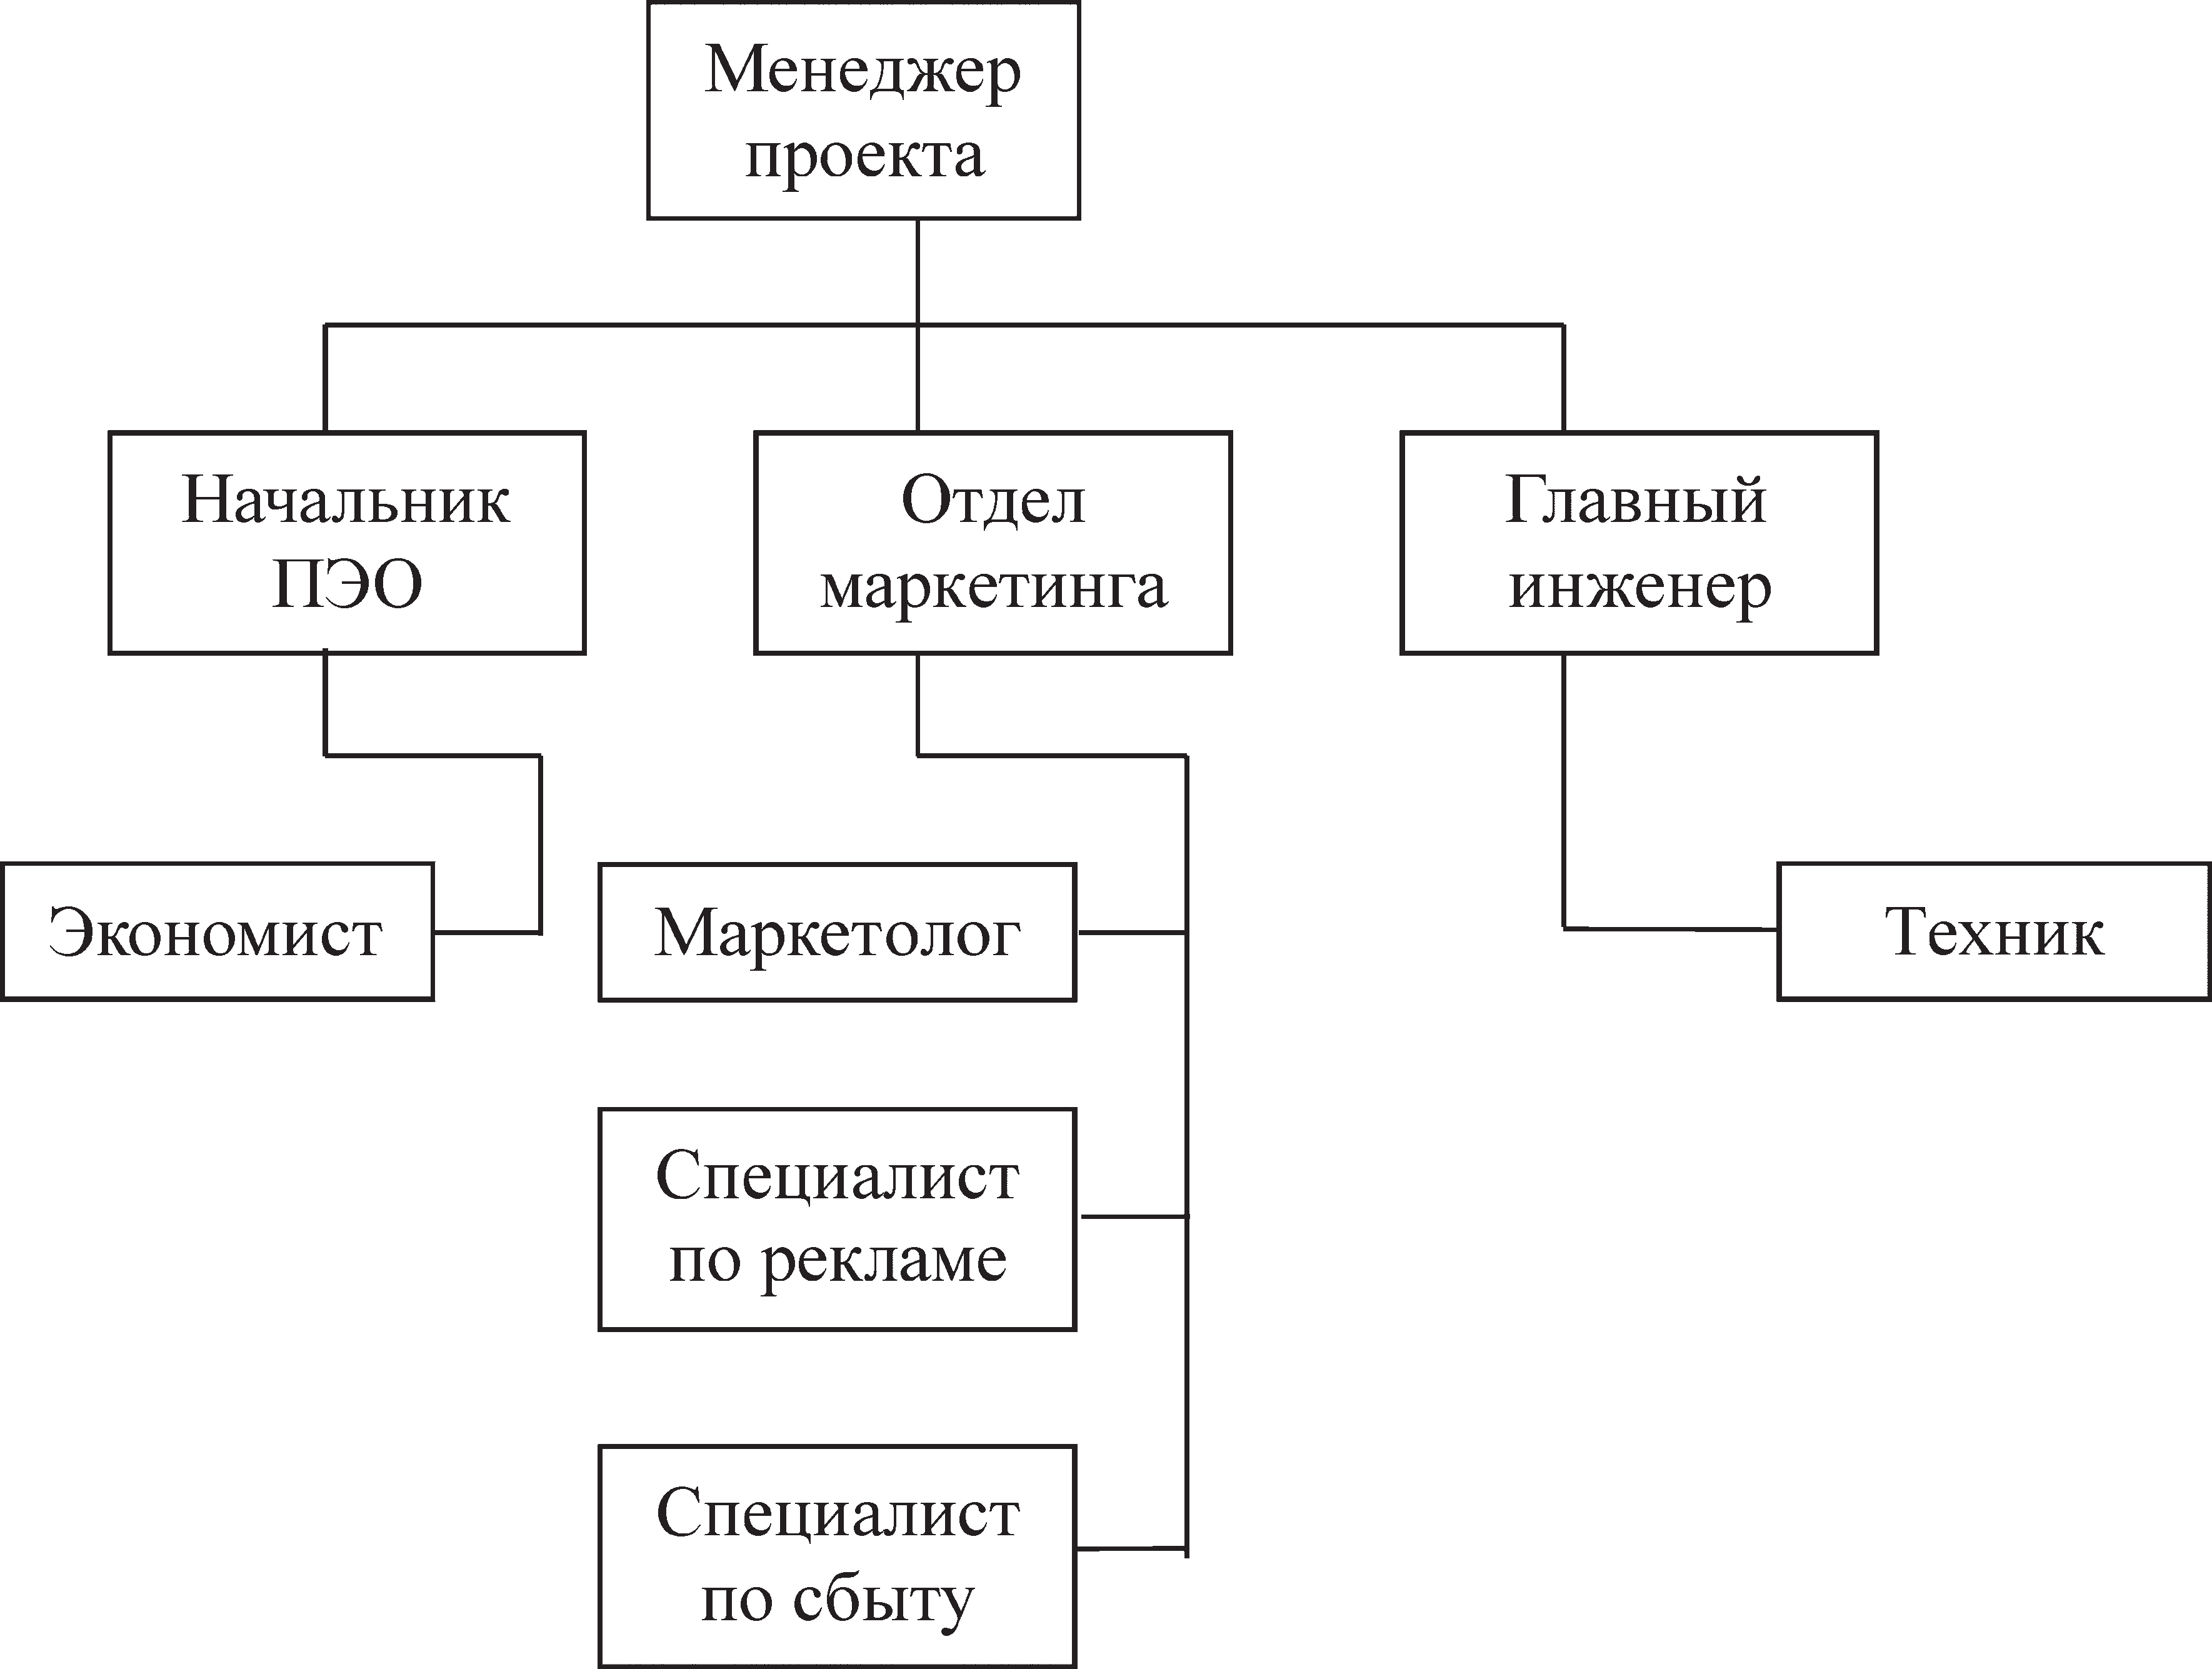 Менеджер
проекта
Начальник
ПЭО
Отдел
маркетинга
Главный
инженер
Экономист
Маркетолог
Техник
Специалист
по рекламе
Специалист
по сбыту